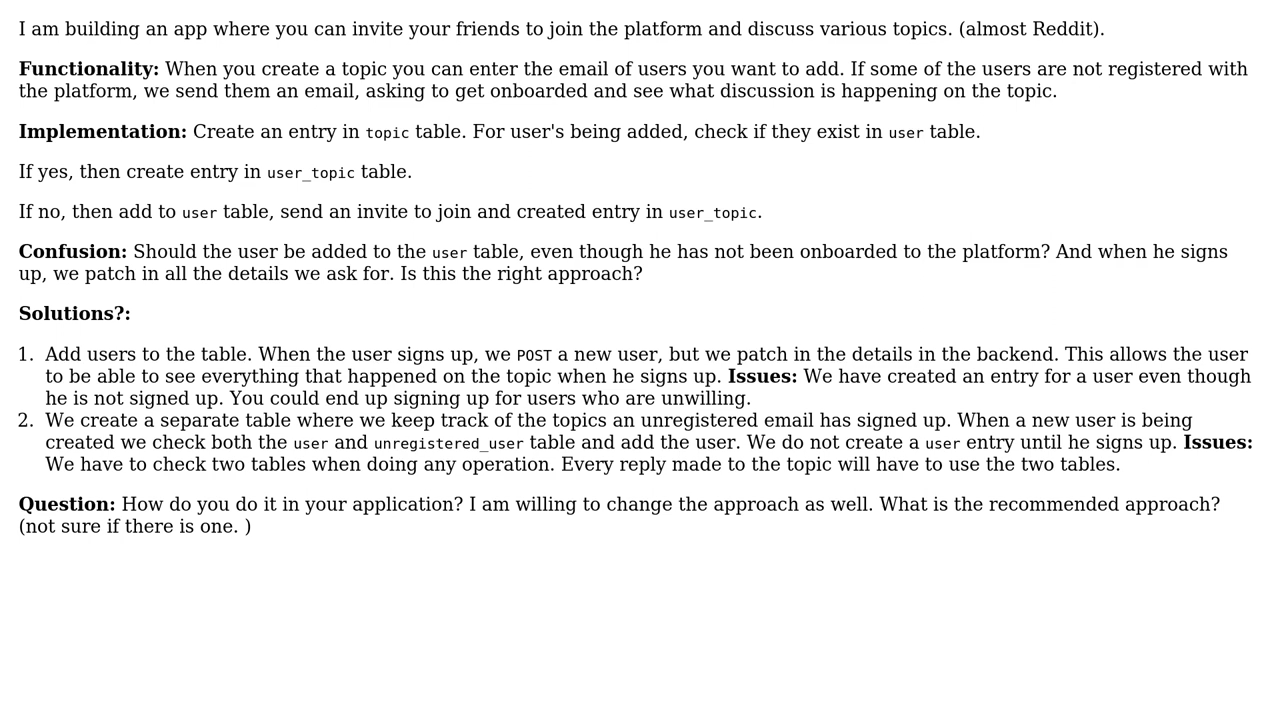 I am building an app where you can invite your friends to join the platform and discuss various topics. (almost Reddit).
Functionality: When you create a topic you can enter the email of users you want to add. If some of the users are not registered with
the platform, we send them an email, asking to get onboarded and see what discussion is happening on the topic.
Implementation: Create an entry in topic table. For user's being added, check if they exist in user table.
If yes, then create entry in user_topic table.
If no, then add to user table, send an invite to join and created entry in user_topic.
Confusion: Should the user be added to the user table, even though he has not been onboarded to the platform? And when he signs
up, we patch in all the details we ask for. Is this the right approach?
Solutions?:
1. Add users to the table. When the user signs up, we POST a new user, but we patch in the details in the backend. This allows the user
to be able to see everything that happened on the topic when he signs up. Issues: We have created an entry for a user even though
he is not signed up. You could end up signing up for users who are unwilling.
2. We create a separate table where we keep track of the topics an unregistered email has signed up. When a new user is being
created we check both the user and unregistered_user table and add the user. We do not create a user entry until he signs up. Issues:
We have to check two tables when doing any operation. Every reply made to the topic will have to use the two tables.
Question: How do you do it in your application? I am willing to change the approach as well. What is the recommended approach?
(not sure if there is one. )